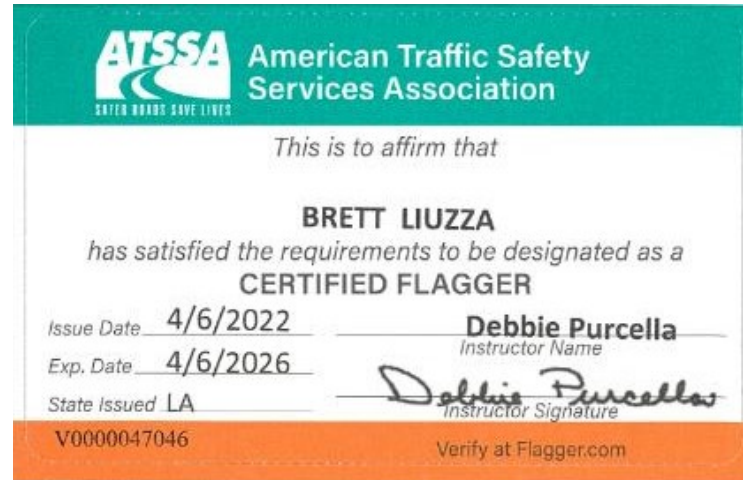 ATSSA
SAFER ROADS SAVE LIVES
American Traffic Safety
Services Association
This is to affirm that
BRETT LIUZZA
has satisfied the requirements to be designated as a
CERTIFIED FLAGGER
Issue Date 4/6/2022
Exp. Date 4/6/2026
State Issued LA
Debbie Purcella
Instructor Name
Debbie Purcella
Instructor Signature
V0000047046
Verify at Flagger.com